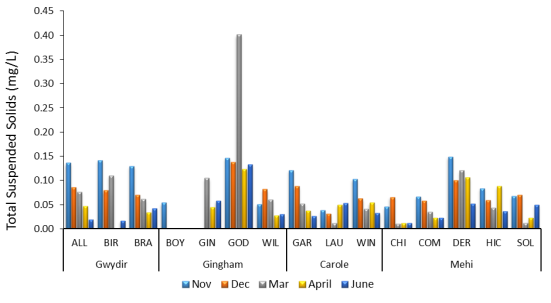 Total Suspended Solids (mg/L)
0.45
0.40
0.35
0.30
0.25
0.20
0.15
0.10
0.05
0.00
ALL BIR BRA BOY GIN GOD WIL GAR LAU WIN CHI COM DER HIC SOL
Gwydir Gingham Carole Mehi
Nov Dec Mar April June